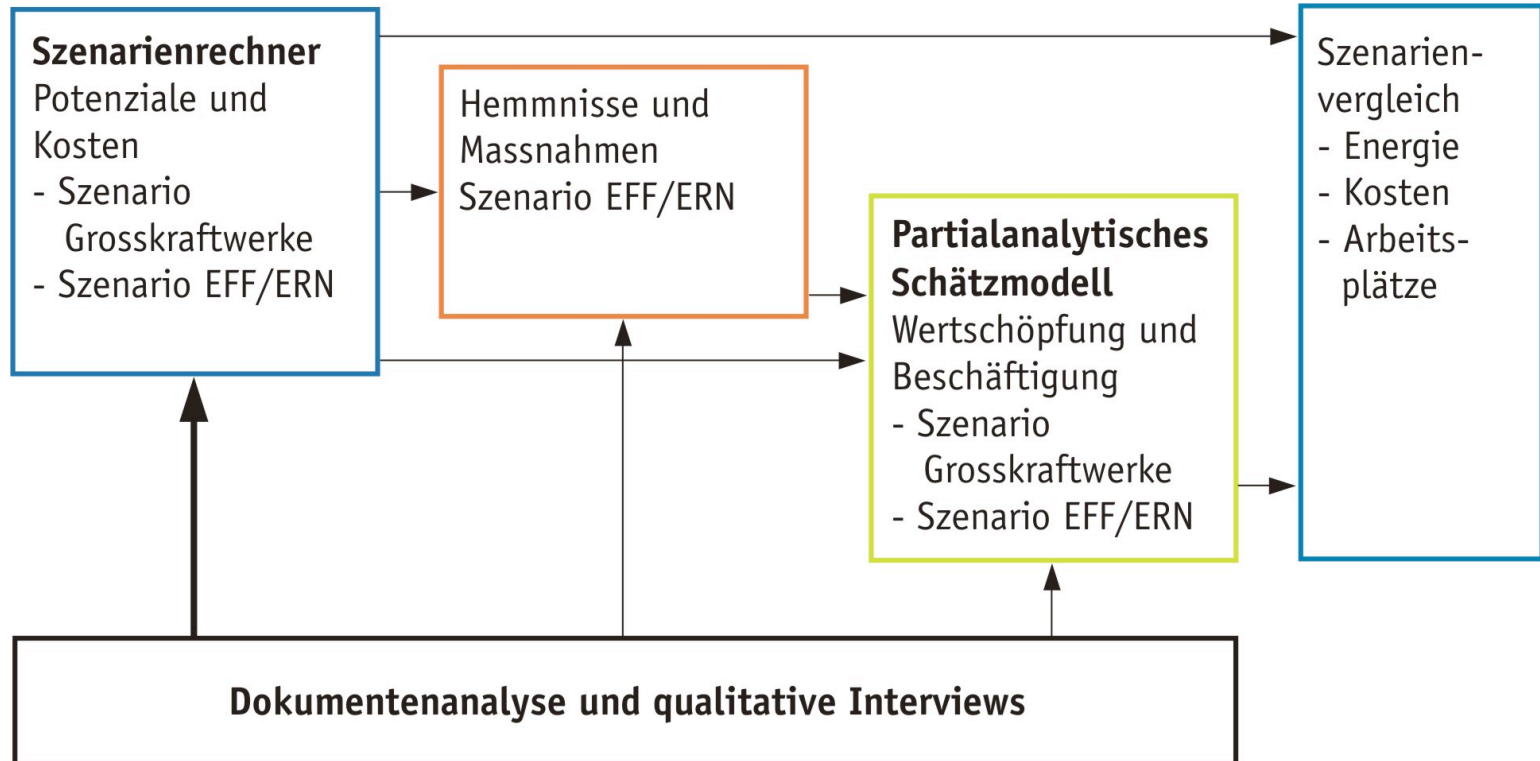 Szenarienrechner
Potenziale und
Kosten
- Szenario
Grosskraftwerke
- Szenario EFF/ERN
Hemmnisse und
Massnahmen
Szenario EFF/ERN
Partialanalytisches
Schätzmodell
Wertschöpfung und
Beschäftigung
- Szenario
Grosskraftwerke
- Szenario EFF/ERN
Szenarien-
vergleich
- Energie
- Kosten
- Arbeits-
plätze
Dokumentenanalyse und qualitative Interviews